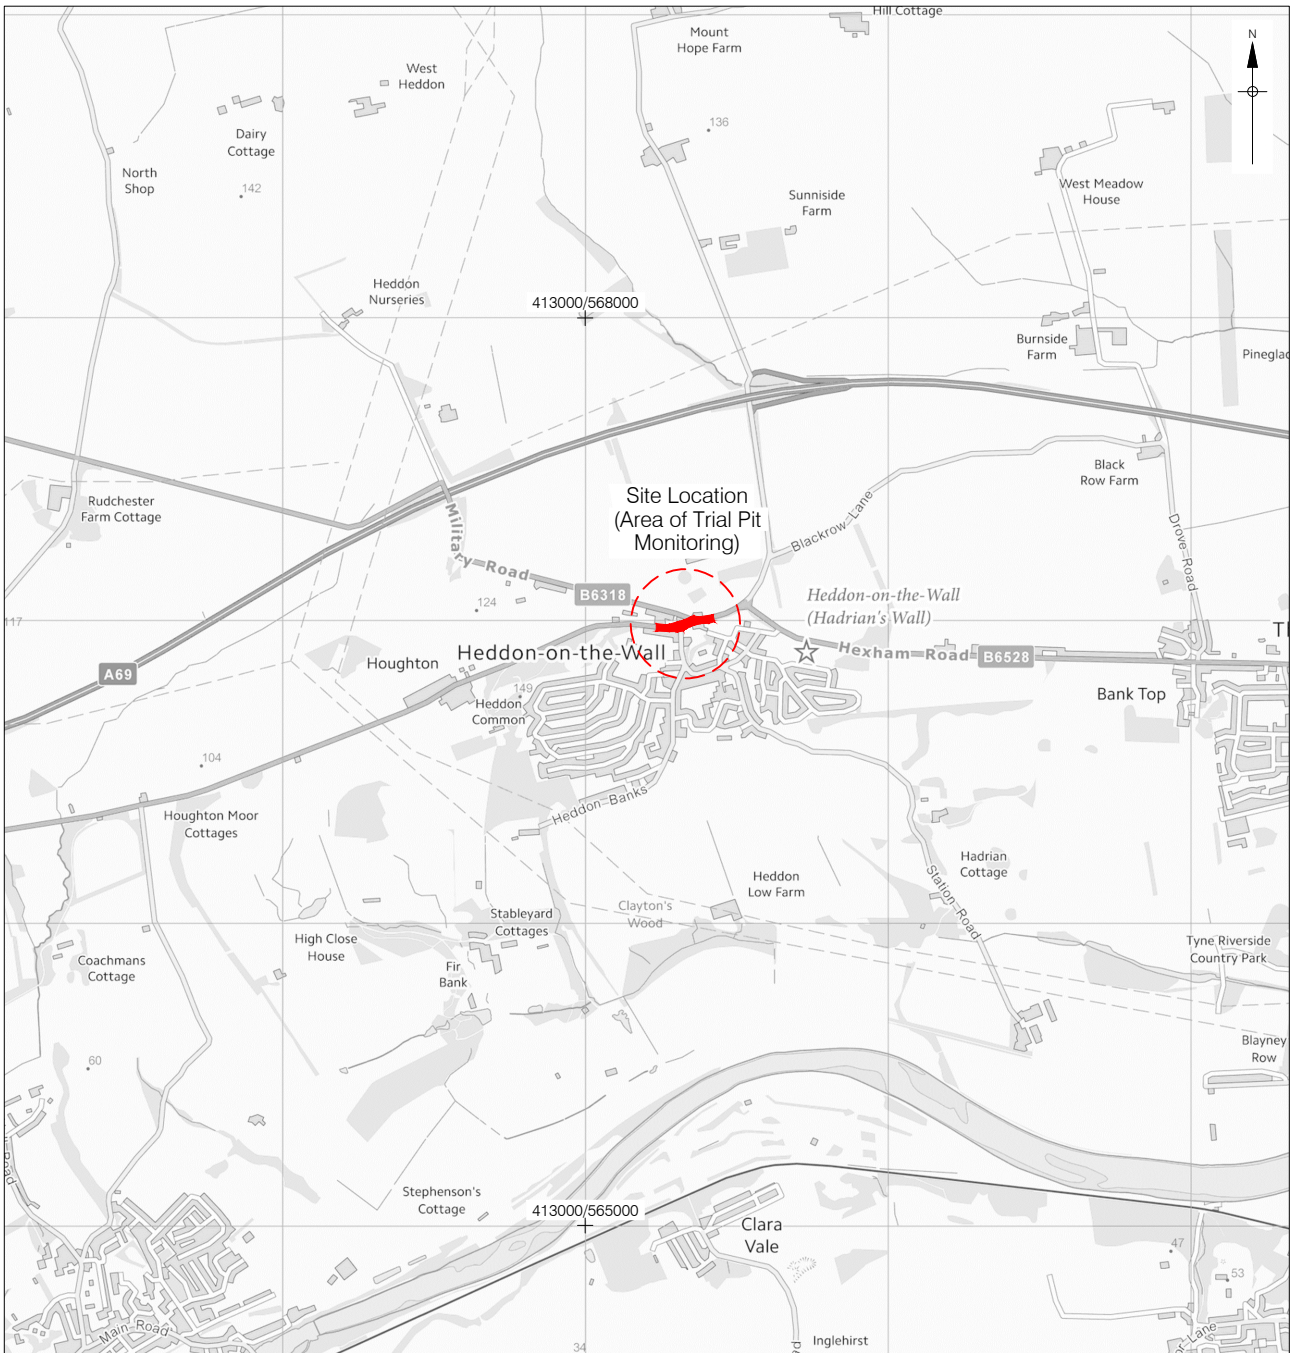 Hill Cottage
Mount
Hope Farm
N
West
Heddon
136
Dairy
Cottage
North
Shop
142
West Meadow
House
Sunniside
Farm
Heddon
Nurseries
413000/568000
Burnside
Farm
Pineglad
Black
Row Farm
Rudchester
Farm Cottage
Site Location
(Area of Trial Pit
Monitoring)
Military Road
Blackrow Lane
Drove Road
B6318
124
117
Heddon-on-the-Wall
(Hadrian's Wall)
Th
Heddon-on-the-Wall
Hexham Road
B6528
Houghton
A69
149
Heddon
Common
Bank Top
104
Houghton Moor
Cottages
Heddon Banks
Hadrian
Cottage
Heddon
Low Farm
Station Road
Clayton's
Wood
Stableyard
Cottages
High Close
House
Tyne Riverside
Country Park
Coachmans
Cottage
Fir
Bank
Blayney
Row
60
Road
Stephenson's
Cottage
413000/565000
Clara
Vale
47
53
Main Road
Inglehirst
34
or Lane